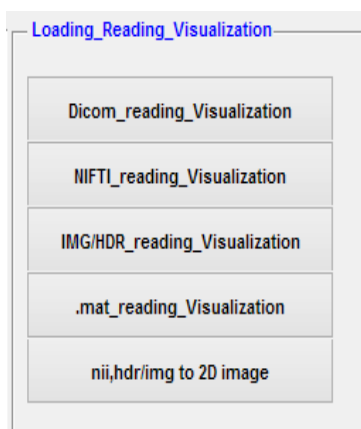 Loading_Reading_Visualization
Dicom_reading_Visualization
NIFTI_reading_Visualization
IMG/HDR_reading_Visualization
.mat_reading_Visualization
nii,hdr/img to 2D image